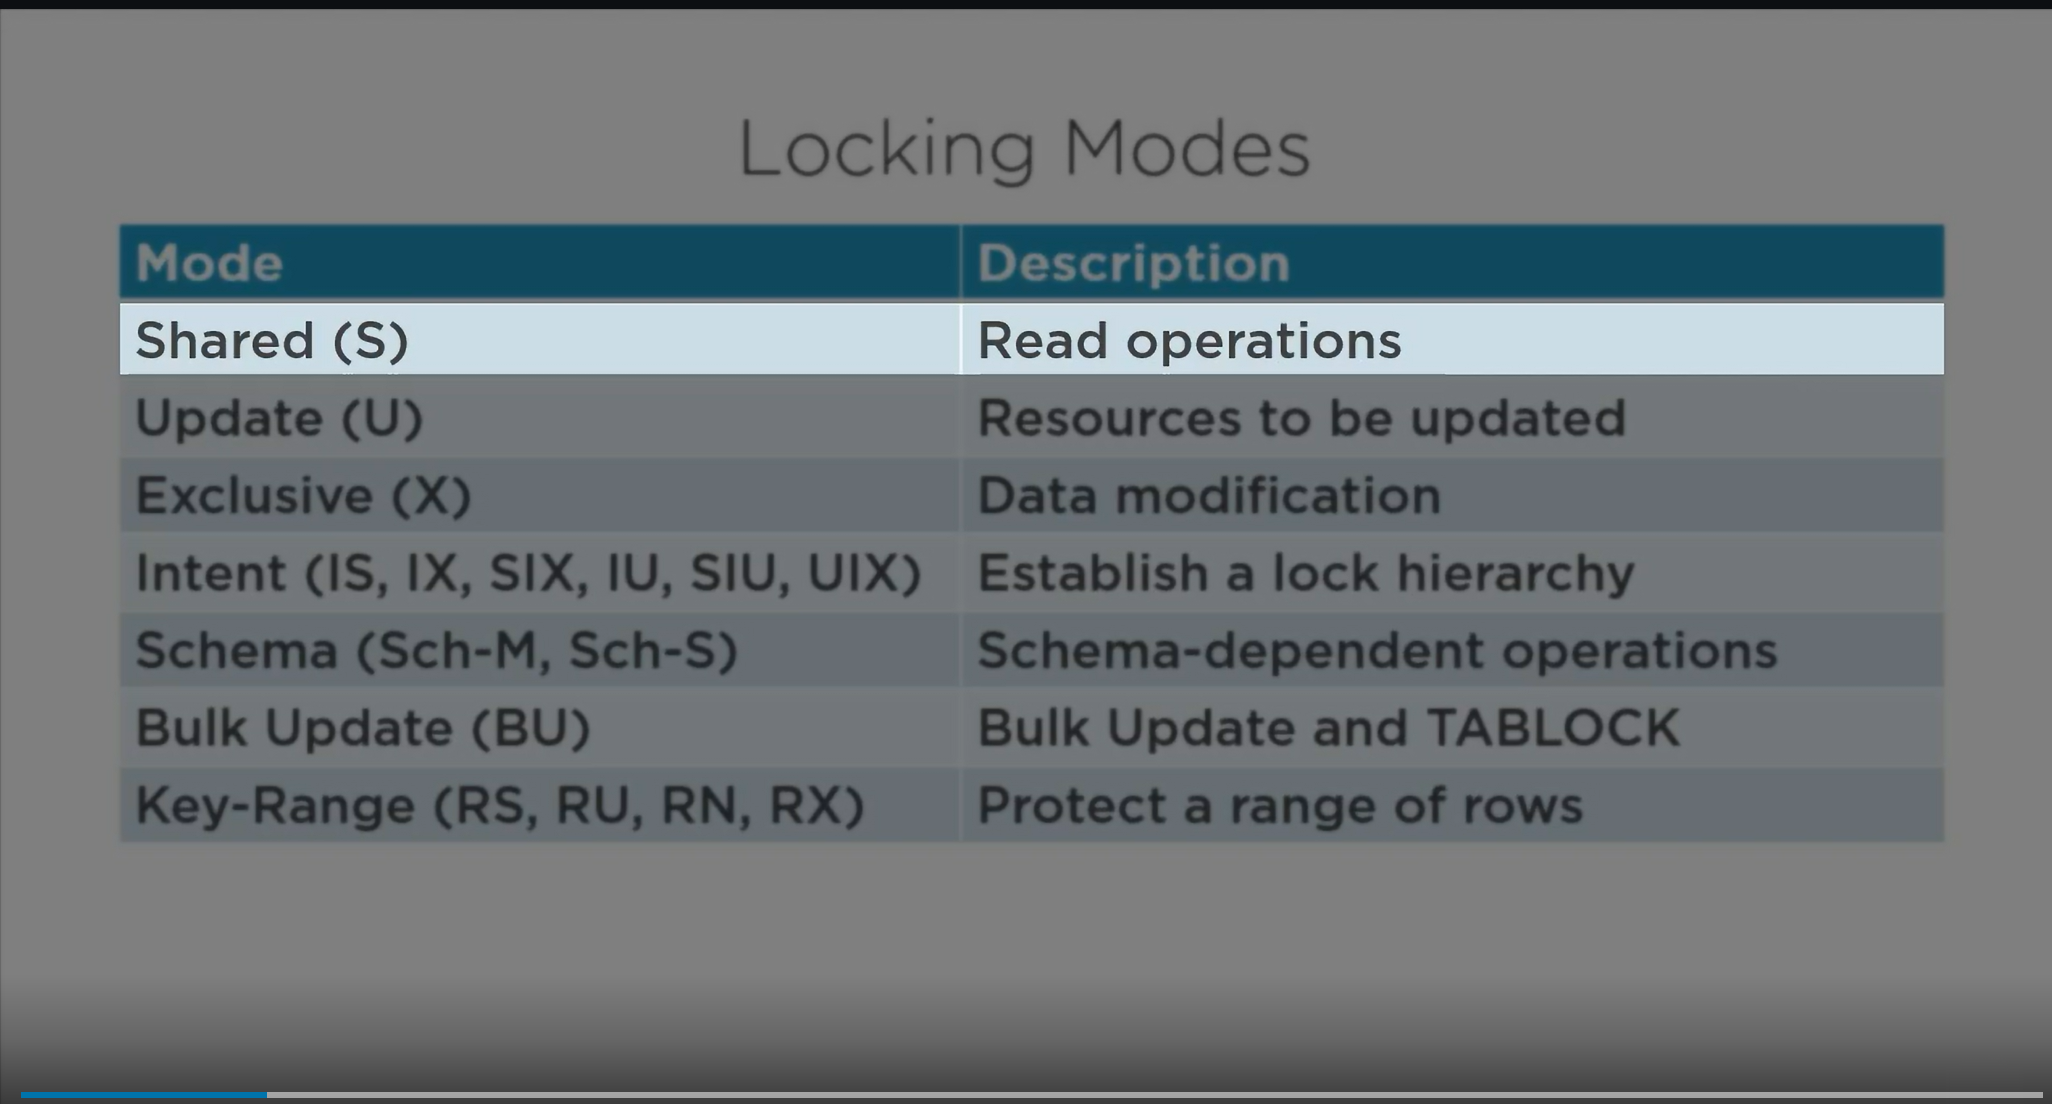 Locking Modes
Mode Description
Shared (S) Read operations
Update (U) Resources to be updated
Exclusive (X) Data modification
Intent (IS, IX, SIX, IU, SIU, UIX) Establish a lock hierarchy
Schema (Sch-M, Sch-S) Schema-dependent operations
Bulk Update (BU) Bulk Update and TABLOCK
Key-Range (RS, RU, RN, RX) Protect a range of rows